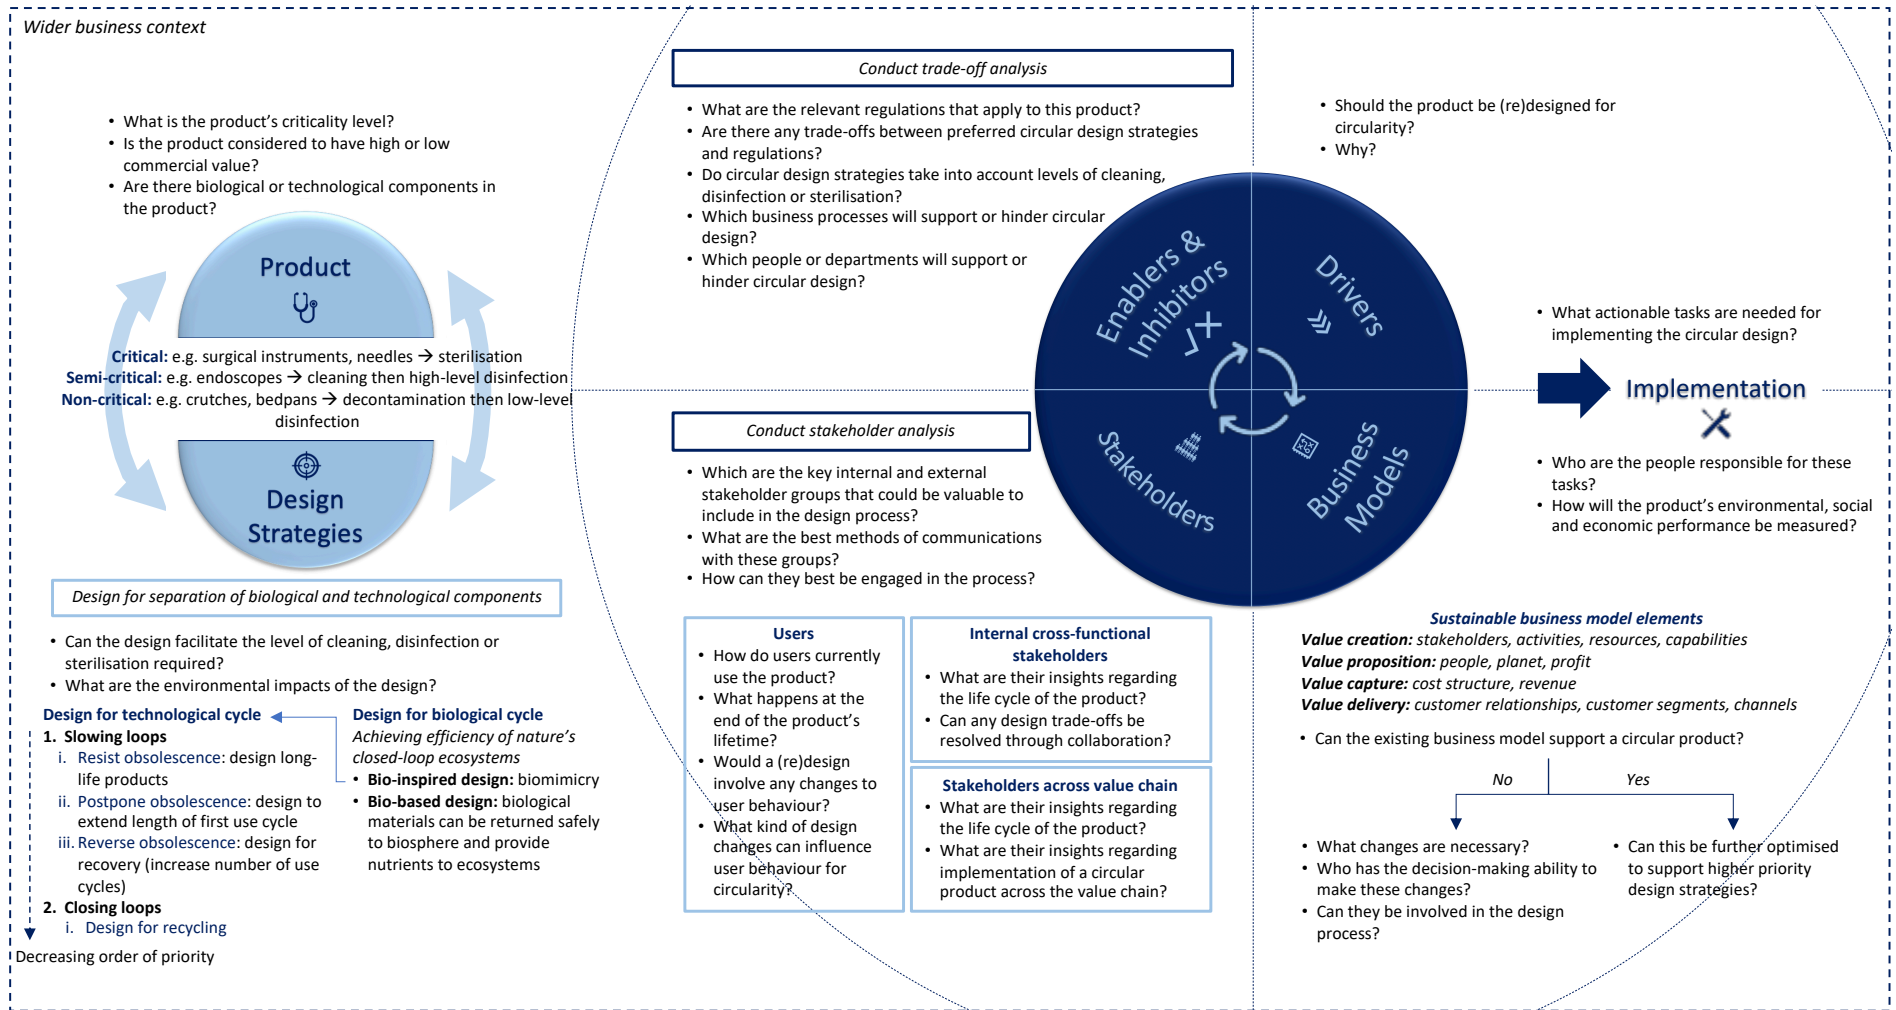 Wider business context
• What is the product's criticality level?
• Is the product considered to have high or low
commercial value?
• Are there biological or technological components in
the product?
Product
Critical: e.g. surgical instruments, needles → sterilisation
Semi-critical: e.g. endoscopes → cleaning then high-level disinfection
Non-critical: e.g. crutches, bedpans → decontamination then low-level
disinfection
Design
Strategies
Design for separation of biological and technological components
• Can the design facilitate the level of cleaning, disinfection or
sterilisation required?
• What are the environmental impacts of the design?
Design for technological cycle
1. Slowing loops
i. Resist obsolescence: design long-
life products
ii. Postpone obsolescence: design to
extend length of first use cycle
iii. Reverse obsolescence: design for
recovery (increase number of use
cycles)
2. Closing loops
i. Design for recycling
Decreasing order of priority
Design for biological cycle
Achieving efficiency of nature's
closed-loop ecosystems
• Bio-inspired design: biomimicry
• Bio-based design: biological
materials can be returned safely
to biosphere and provide
nutrients to ecosystems
Conduct trade-off analysis
• What are the relevant regulations that apply to this product?
• Are there any trade-offs between preferred circular design strategies
and regulations?
• Do circular design strategies take into account levels of cleaning,
disinfection or sterilisation?
• Which business processes will support or hinder circular
design?
• Which people or departments will support or
hinder circular design?
Enablers &
Inhibitors
Drivers
Stakeholders
Business
Models
Conduct stakeholder analysis
• Which are the key internal and external
stakeholder groups that could be valuable to
include in the design process?
• What are the best methods of communications
with these groups?
• How can they best be engaged in the process?
Users
• How do users currently
use the product?
• What happens at the
end of the product's
lifetime?
• Would a (re)design
involve any changes to
user behaviour?
• What kind of design
changes can influence
user behaviour for
circularity?
Internal cross-functional
stakeholders
• What are their insights regarding
the life cycle of the product?
• Can any design trade-offs be
resolved through collaboration?
Stakeholders across value chain
• What are their insights regarding
the life cycle of the product?
• What are their insights regarding
implementation of a circular
product across the value chain?
• Should the product be (re)designed for
circularity?
• Why?
• What actionable tasks are needed for
implementing the circular design?
Implementation
• Who are the people responsible for these
tasks?
• How will the product's environmental, social
and economic performance be measured?
Sustainable business model elements
Value creation: stakeholders, activities, resources, capabilities
Value proposition: people, planet, profit
Value capture: cost structure, revenue
Value delivery: customer relationships, customer segments, channels
• Can the existing business model support a circular product?
No
Yes
• What changes are necessary?
• Who has the decision-making ability to
make these changes?
• Can they be involved in the design
process?
• Can this be further optimised
to support higher priority
design strategies?